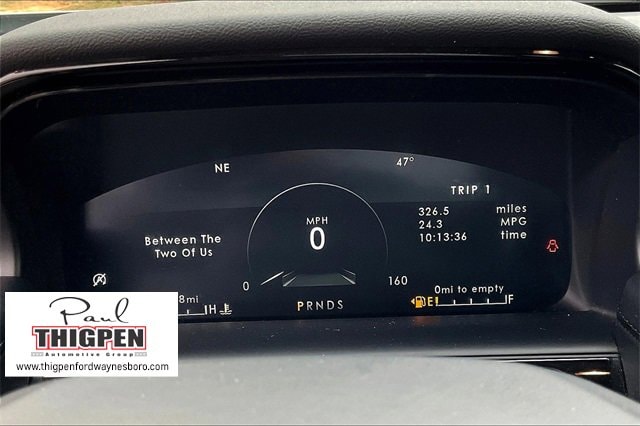 NE
47°
TRIP 1
326.5 miles
24.3 MPG
10:13:36 time
MPH
0
Between The
Two Of Us
0
160
0mi to empty
8mi
H
PRNDS
E
F
Paul
THIGPEN
Automotive Group
www.thigpenfordwaynesboro.com